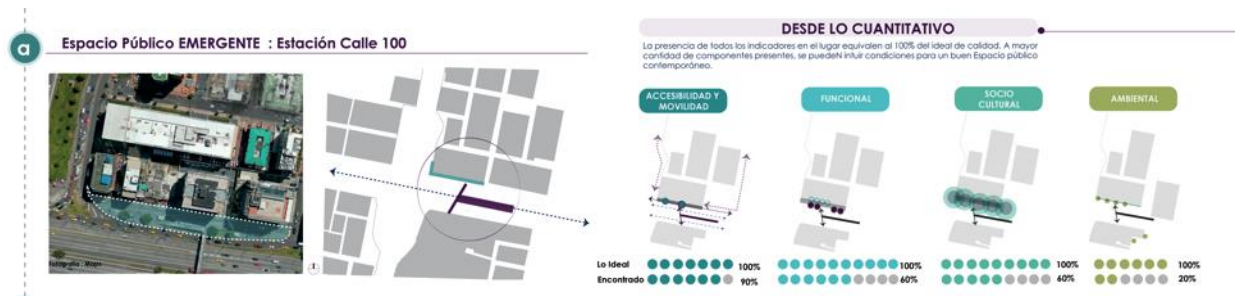 a
Espacio Público EMERGENTE : Estación Calle 100
DESDE LO CUANTITATIVO
La presencia de todos los indicadores en el lugar equivalen al 100% del ideal de calidad. A mayor
cantidad de componentes presentes, se puedeN intuir condiciones para un buen Espacio público
contemporáneo.
ACCESIBILIDAD Y
MOVILIDAD
FUNCIONAL
SOCIO
CULTURAL
AMBIENTAL
Lo Ideal 100% 100% 100% 100%
Encontrado 90% 60% 60% 20%